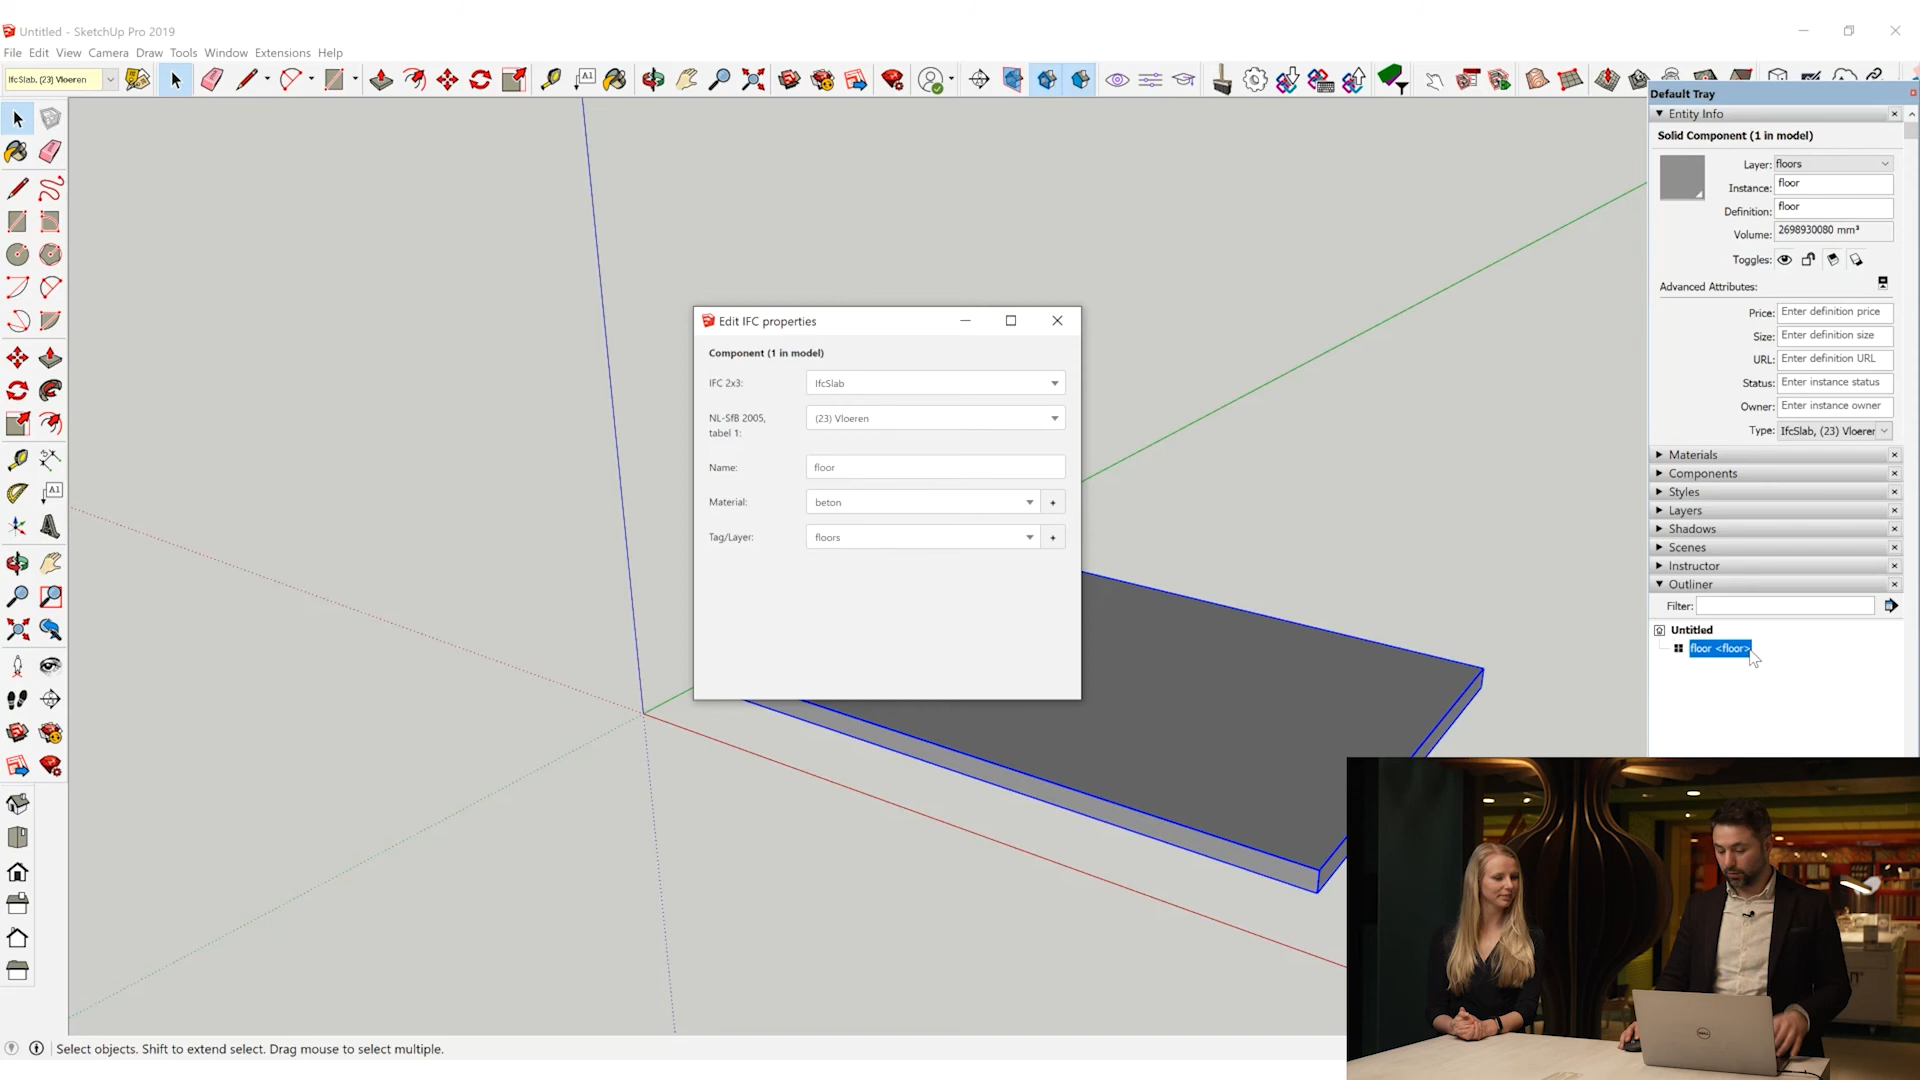 Untitled - SketchUp Pro 2019
File Edit View Camera Draw Tools Window Extensions Help
IfcSlab, (23) Vloeren
A1
Default Tray
Entity Info
Solid Component (1 in model)
Layer: floors
Instance: floor
Definition: floor
Volume: 2698930080 mm³
Toggles:
Advanced Attributes:
Price: Enter definition price
Size: Enter definition size
URL: Enter definition URL
Status: Enter instance status
Owner: Enter instance owner
Type: IfcSlab, (23) Vloeren
Materials
Components
Styles
Layers
Shadows
Scenes
Instructor
Outliner
Filter:
Untitled
floor <floor>
Edit IFC properties
Component (1 in model)
IFC 2x3: IfcSlab
NL-SfB 2005, tabel 1: (23) Vloeren
Name: floor
Material: beton +
Tag/Layer: floors +
A1
Select objects. Shift to extend select. Drag mouse to select multiple.
DELL